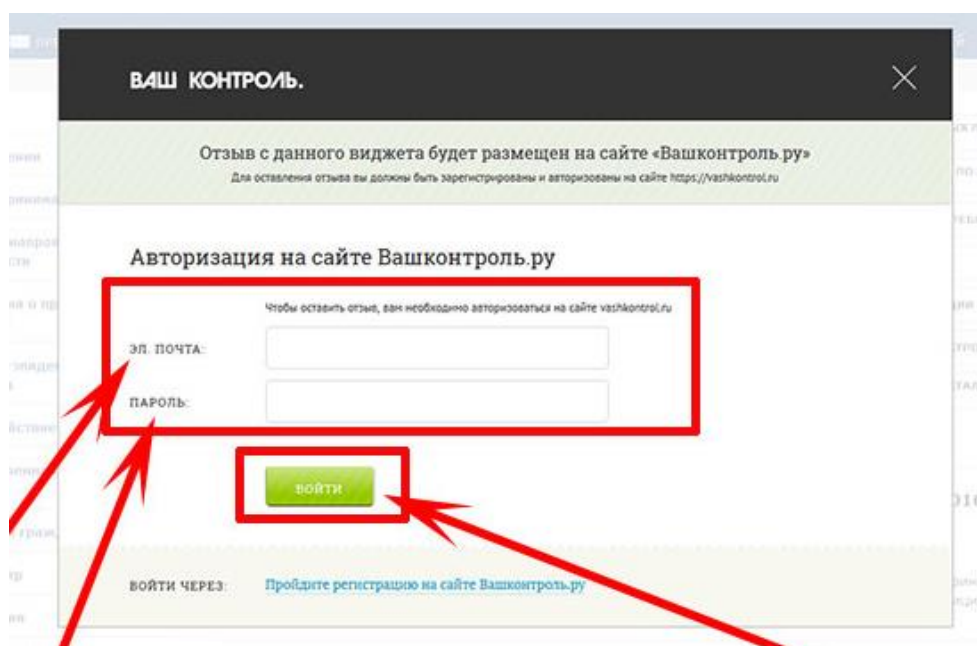 ВАШ КОНТРОЛЬ.
Отзыв с данного виджета будет размещен на сайте «Вашконтроль.ру»
Для оставления отзыва вы должны быть зарегистрированы и авторизованы на сайте https://vashkontrol.ru
Авторизация на сайте Вашконтроль.ру
Чтобы оставить отзыв, вам необходимо авторизоваться на сайте vashkontrol.ru
ЭЛ. ПОЧТА:
ПАРОЛЬ:
ВОЙТИ
ВОЙТИ ЧЕРЕЗ: Пройдите регистрацию на сайте Вашконтроль.ру